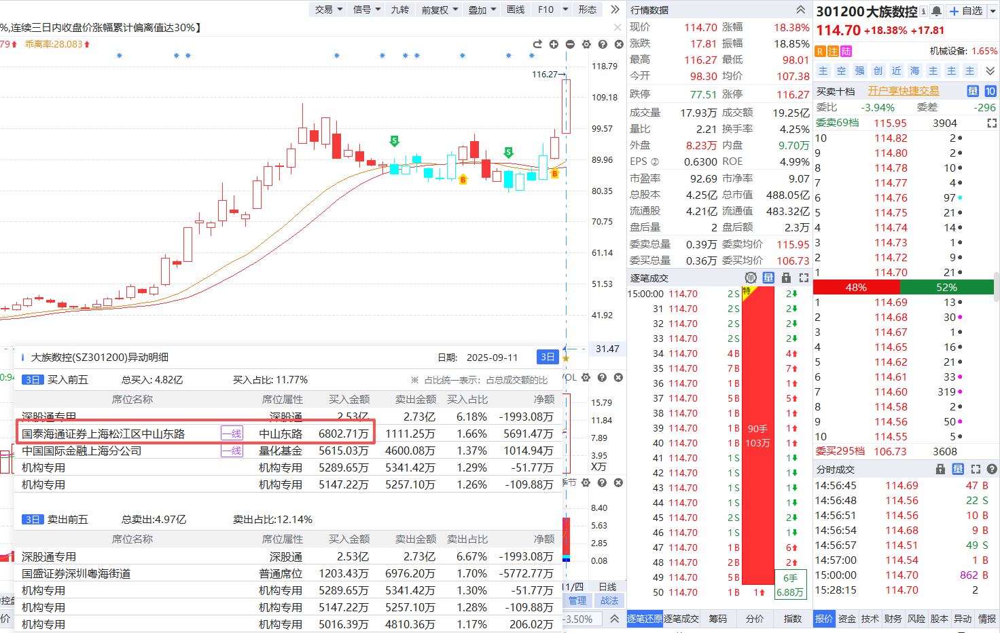 交易 信号 九转 前复权 叠加 画线 F10 形态
%,连续三日内收盘价涨幅累计偏离值达30%】
79 乖离率:28.083
116.27→
118.79
109.18
99.57
89.96
80.35
70.75
61.14
51.53
41.92
31.47
S
S
B
B
大族数控(SZ301200)异动明细 日期: 2025-09-11 3日
3日 买入前五 总买入: 4.82亿 买入占比: 11.77% ※ 占比统一表示: 占总成交额的比
席位名称 席位属性 买入金额 卖出金额 买入占比 净额
深股通专用 深股通 2.53亿 2.73亿 6.18% -1993.08万
国泰海通证券上海松江区中山东路 一线 中山东路 6802.71万 1111.25万 1.66% 5691.47万
中国国际金融上海分公司 一线 量化基金 5615.03万 4600.08万 1.37% 1014.94万
机构专用 机构专用 5289.65万 5341.42万 1.29% -51.77万
机构专用 机构专用 5147.22万 5257.10万 1.26% -109.88万
3日 卖出前五 总卖出:4.97亿 卖出占比:12.14%
席位名称 席位属性 买入金额 卖出金额 卖出占比 净额
深股通专用 深股通 2.53亿 2.73亿 6.67% -1993.08万
国盛证券深圳粤海街道 普通席位 1203.43万 6976.20万 1.70% -5772.77万
机构专用 机构专用 5289.65万 5341.42万 1.30% -51.77万
机构专用 机构专用 5147.22万 5257.10万 1.28% -109.88万
机构专用 机构专用 5016.39万 4810.36万 1.17% 206.02万
VOL
15.79
11.84
7.89
3.95
X万
季节
8.40
5.63
2.85
0.08
11/四 日线
管理 战法
-3.50%
0:94
控盘
价
行情数据
现价 114.70 涨幅 18.38%
涨跌 17.81 振幅 18.85%
最高 116.27 最低 98.01
今开 98.30 均价 107.38
跌停 77.51 涨停 116.27
成交量 17.93万 成交额 19.25亿
量比 2.21 换手率 4.25%
外盘 8.23万 内盘 9.70万
EPS ② 0.6300 ROE 4.99%
市盈率 92.69 市净率 9.07
总股本 4.25亿 总市值 488.05亿
流通股 4.21亿 流通值 483.32亿
盘后量 2 盘后额 2.3万
委卖总量 0.39万 委卖均价 115.95
委买总量 0.36万 委买均价 106.73
逐笔成交 量
15:00:00 114.70 2 S 特 2
31 114.70 2 S 2
32 114.70 2 S 2
33 114.70 2 S 2
34 114.70 4 B 4
35 114.70 7 B 7
36 114.70 1 B 1
37 114.70 5 B 5
38 114.70 1 B 1
39 114.70 1 B 90手 1
40 114.70 1 B 103万 1
41 114.70 1 S 1
42 114.70 1 S 1
43 114.70 1 S 1
44 114.70 1 S 1
45 114.70 2 S 2
46 114.70 1 S 1
47 114.70 1 B 6
48 114.70 2 B 2
49 114.70 5 B 6手
50 114.70 1 B 1 6.88万
逐笔还原 逐笔成交 筹码 分价 指数
301200 大族数控 自选
114.70 +18.38% +17.81
R 注 陆 机械设备: 1.65%
主 空 强 创 近 海 主 主 主
买卖十档 开户享快捷交易 量 10
委比 -3.94% 委差 -296
委卖69档 115.95 3904
10 114.82 2
9 114.80 2
8 114.78 10
7 114.77 4
6 114.76 97
5 114.75 21
4 114.74 14
3 114.73 1
2 114.72 9
1 114.70 21
48% 52%
1 114.69 13
2 114.68 30
3 114.67 1
4 114.65 16
5 114.62 21
6 114.61 33
7 114.60 319
8 114.58 2
9 114.56 50
10 114.55 5
委买295档 106.73 3608
分时成交 量
14:56:45 114.69 47 B
14:56:48 114.56 22 S
14:56:51 114.56 10 B
14:56:54 114.68 9 B
14:56:57 114.51 49 S
14:57:00 114.54 1 B
15:00:00 114.70 862 B
15:28:15 114.70 2
报价 资金 技术 财务 风险 股本 异动 情报